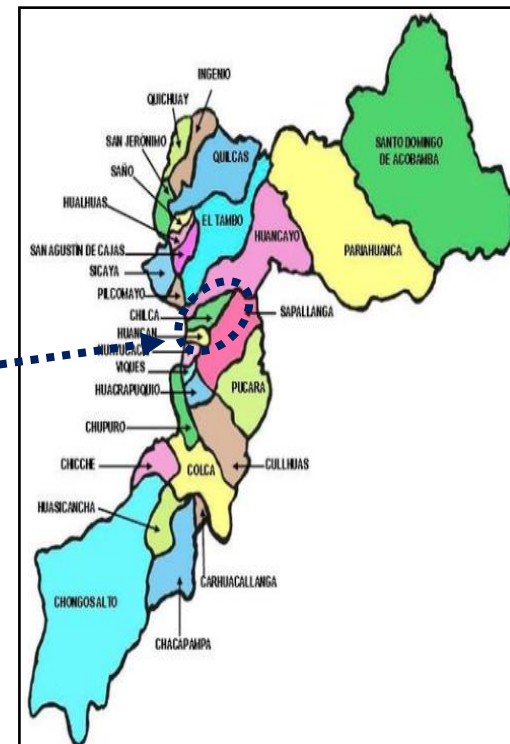 INGENIO
QUICHUAY
SAN JERONIMO
QUILCAS
SANTO DOMINGO
DE ACOBAMBA
SAÑO
HUALHUAS
EL TAMBO
HUANCAYO
PARIAHUANCA
SAN AGUSTIN DE CAJAS
SICAYA
PILCOMAYO
CHILCA
SAPALLANGA
HUANCAN
VIQUES
HUACRAPUQUIO
PUCARA
CHUPURO
CHICCHE
COLCA
CULLHUAS
HUASICANCHA
CARHUACALLANGA
CHONGOS ALTO
CHACAPAMPA